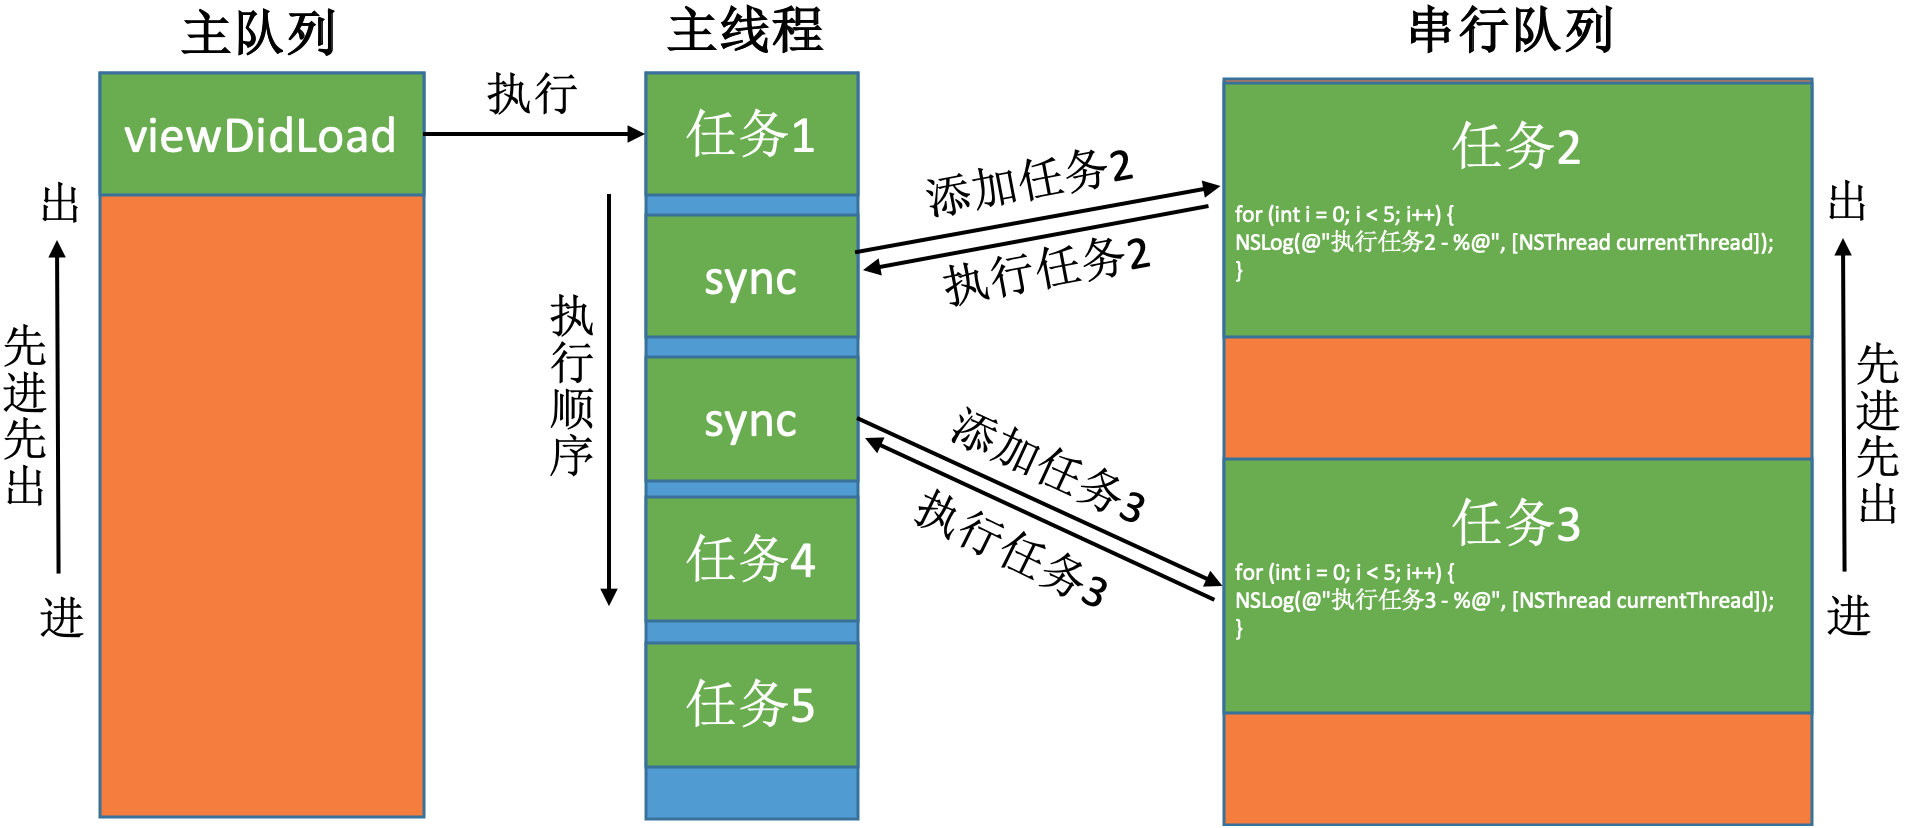 主队列
主线程
串行队列
viewDidLoad
执行
任务1
sync
sync
任务4
任务5
执行顺序
添加任务2
执行任务2
添加任务3
执行任务3
任务2
for (int i = 0; i < 5; i++) {
NSLog(@"执行任务2 - %@", [NSThread currentThread]);
}
任务3
for (int i = 0; i < 5; i++) {
NSLog(@"执行任务3 - %@", [NSThread currentThread]);
}
出
先进先出
进
出
先进先出
进